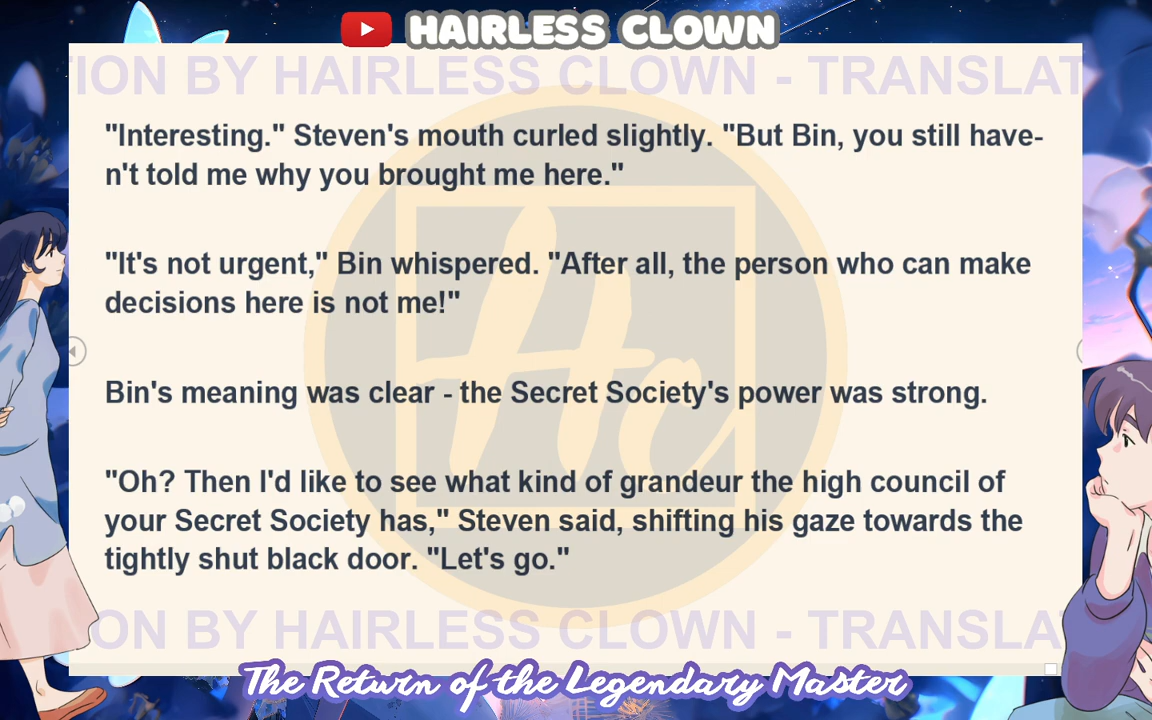 HAIRLESS CLOWN
TION BY HAIRLESS CLOWN - TRANSLAT
"Interesting." Steven's mouth curled slightly. "But Bin, you still have-
n't told me why you brought me here."
"It's not urgent," Bin whispered. "After all, the person who can make
decisions here is not me!"
Bin's meaning was clear - the Secret Society's power was strong.
"Oh? Then I'd like to see what kind of grandeur the high council of
your Secret Society has," Steven said, shifting his gaze towards the
tightly shut black door. "Let's go."
Hc
ION BY HAIRLESS CLOWN - TRANSLAT
The Return of the Legendary Master